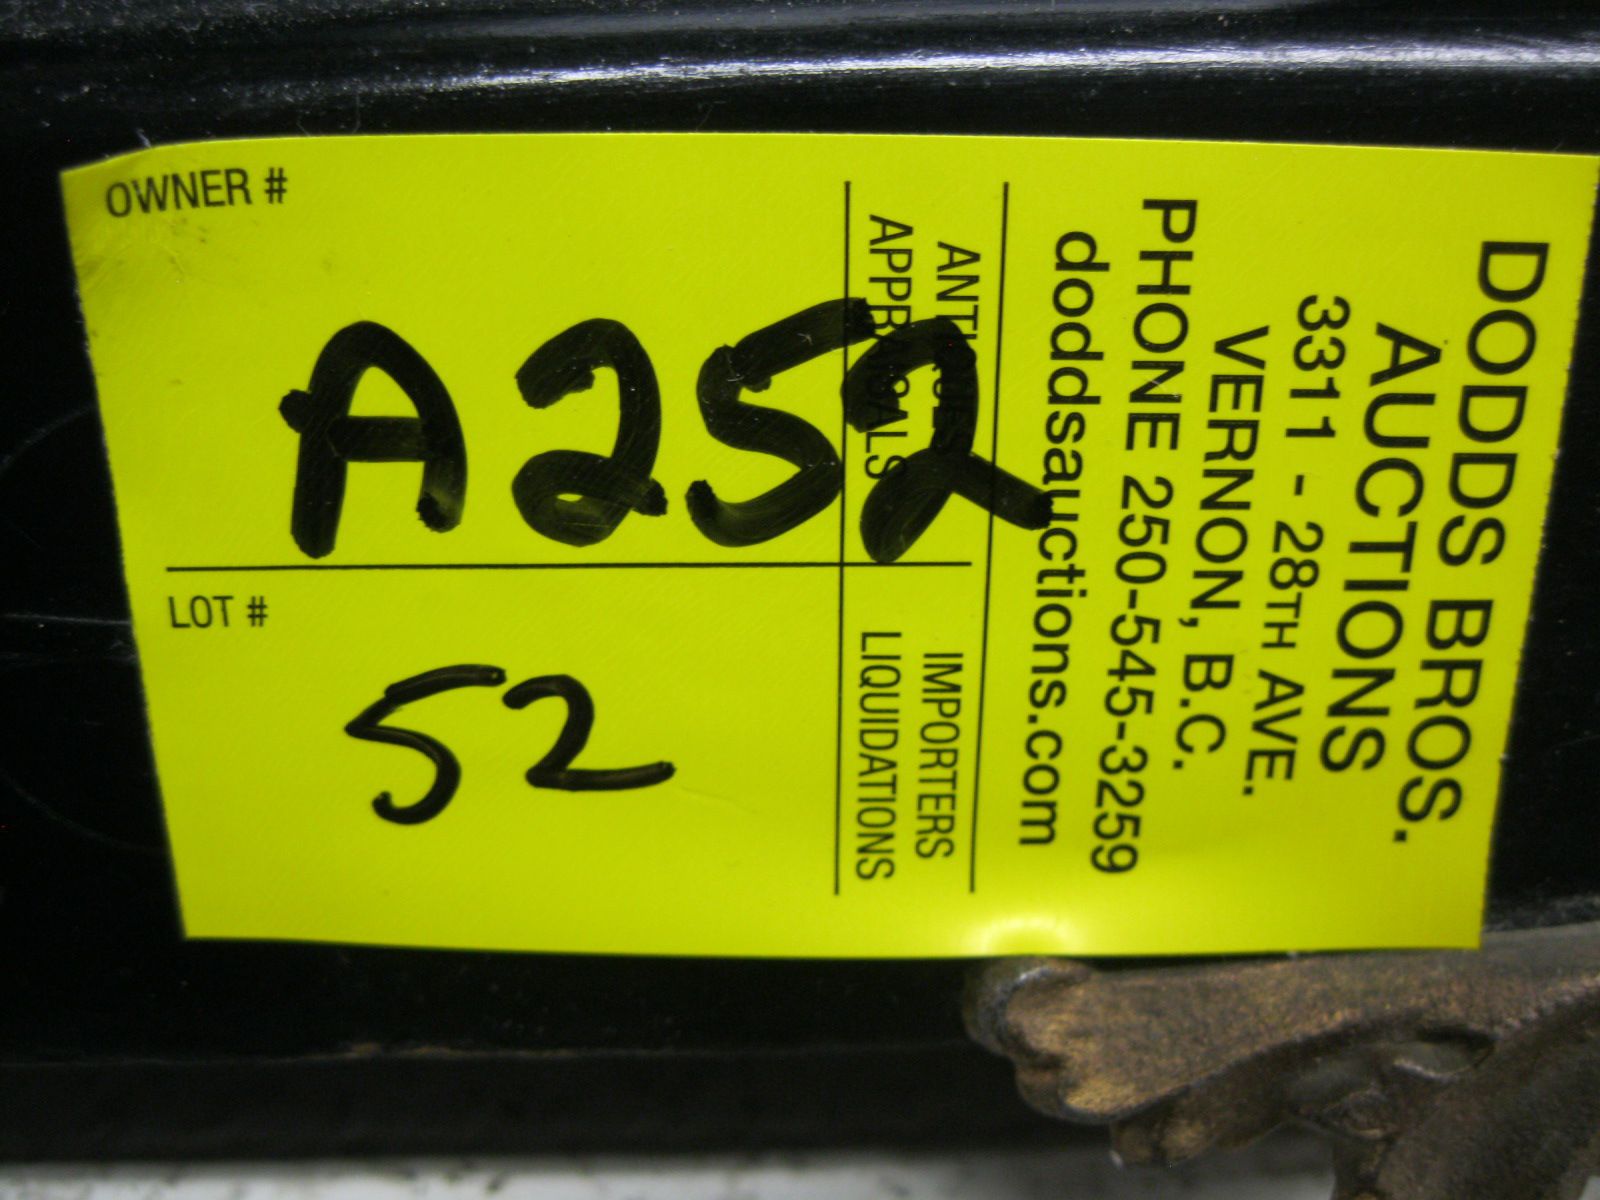 OWNER #
A252
LOT #
52
DODDS BROS.
AUCTIONS
3311 - 28TH AVE.
VERNON, B.C.
PHONE 250-545-3259
doddsauctions.com
ANTIQUES IMPORTERS
APPRAISALS LIQUIDATIONS